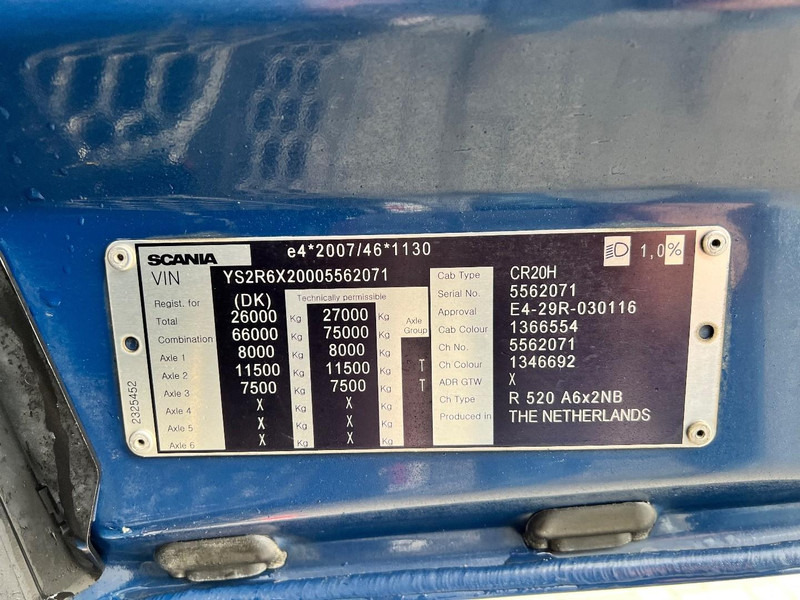 SCANIA e4*2007/46*1130 1,0%
VIN YS2R6X20005562071
Regist. for (DK) Technically permissible
Total 26000 Kg 27000 Kg Axle Group
Combination 66000 Kg 75000 Kg
Axle 1 8000 Kg 8000 Kg
Axle 2 11500 Kg 11500 Kg T
Axle 3 7500 Kg 7500 Kg T
Axle 4 X Kg X Kg
Axle 5 X Kg X Kg
Axle 6 X Kg X Kg
Cab Type CR20H
Serial No. 5562071
Approval E4-29R-030116
Cab Colour 1366554
Ch No. 5562071
Ch Colour 1346692
ADR GTW X
Ch Type R 520 A6x2NB
Produced in THE NETHERLANDS
2325452